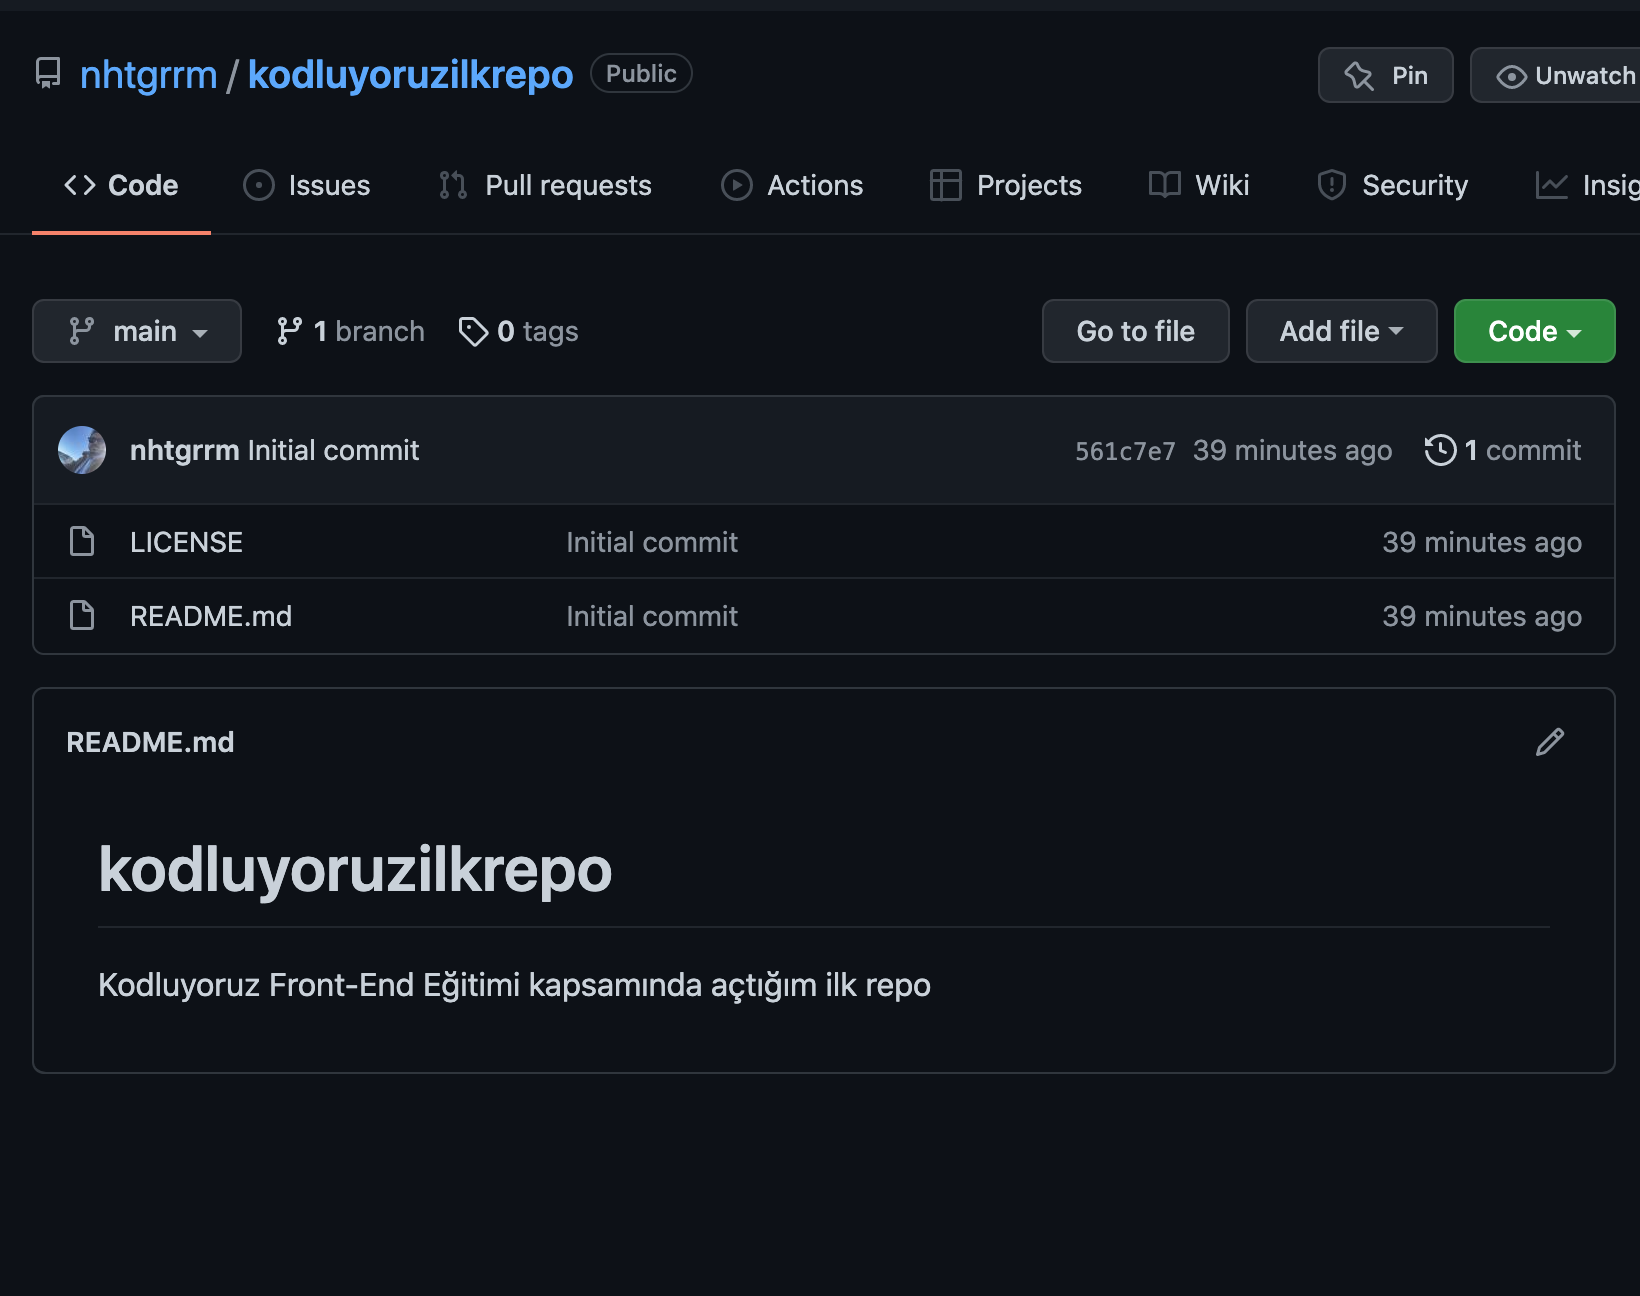 nhtgrrm / kodluyoruzilkrepo Public Pin Unwatch
Code Issues Pull requests Actions Projects Wiki Security Insig
main 1 branch 0 tags Go to file Add file Code
nhtgrrm Initial commit 561c7e7 39 minutes ago 1 commit
LICENSE Initial commit 39 minutes ago
README.md Initial commit 39 minutes ago
README.md
kodluyoruzilkrepo
Kodluyoruz Front-End Eğitimi kapsamında açtığım ilk repo